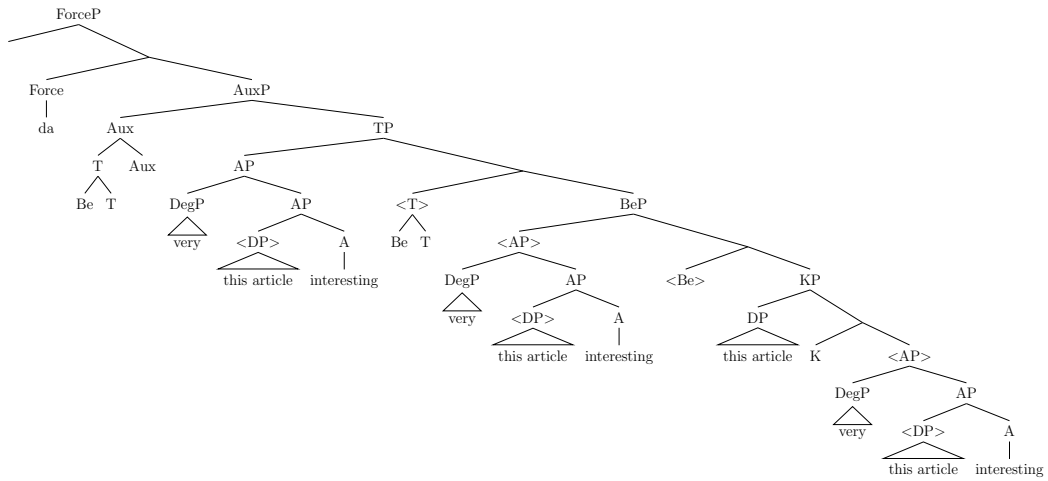 ForceP
Force AuxP
da Aux TP
T Aux AP
Be T DegP AP <T> BeP
very <DP> A Be T <AP>
this article interesting DegP AP <Be> KP
very <DP> A DP
this article interesting this article K <AP>
DegP AP
very <DP> A
this article interesting